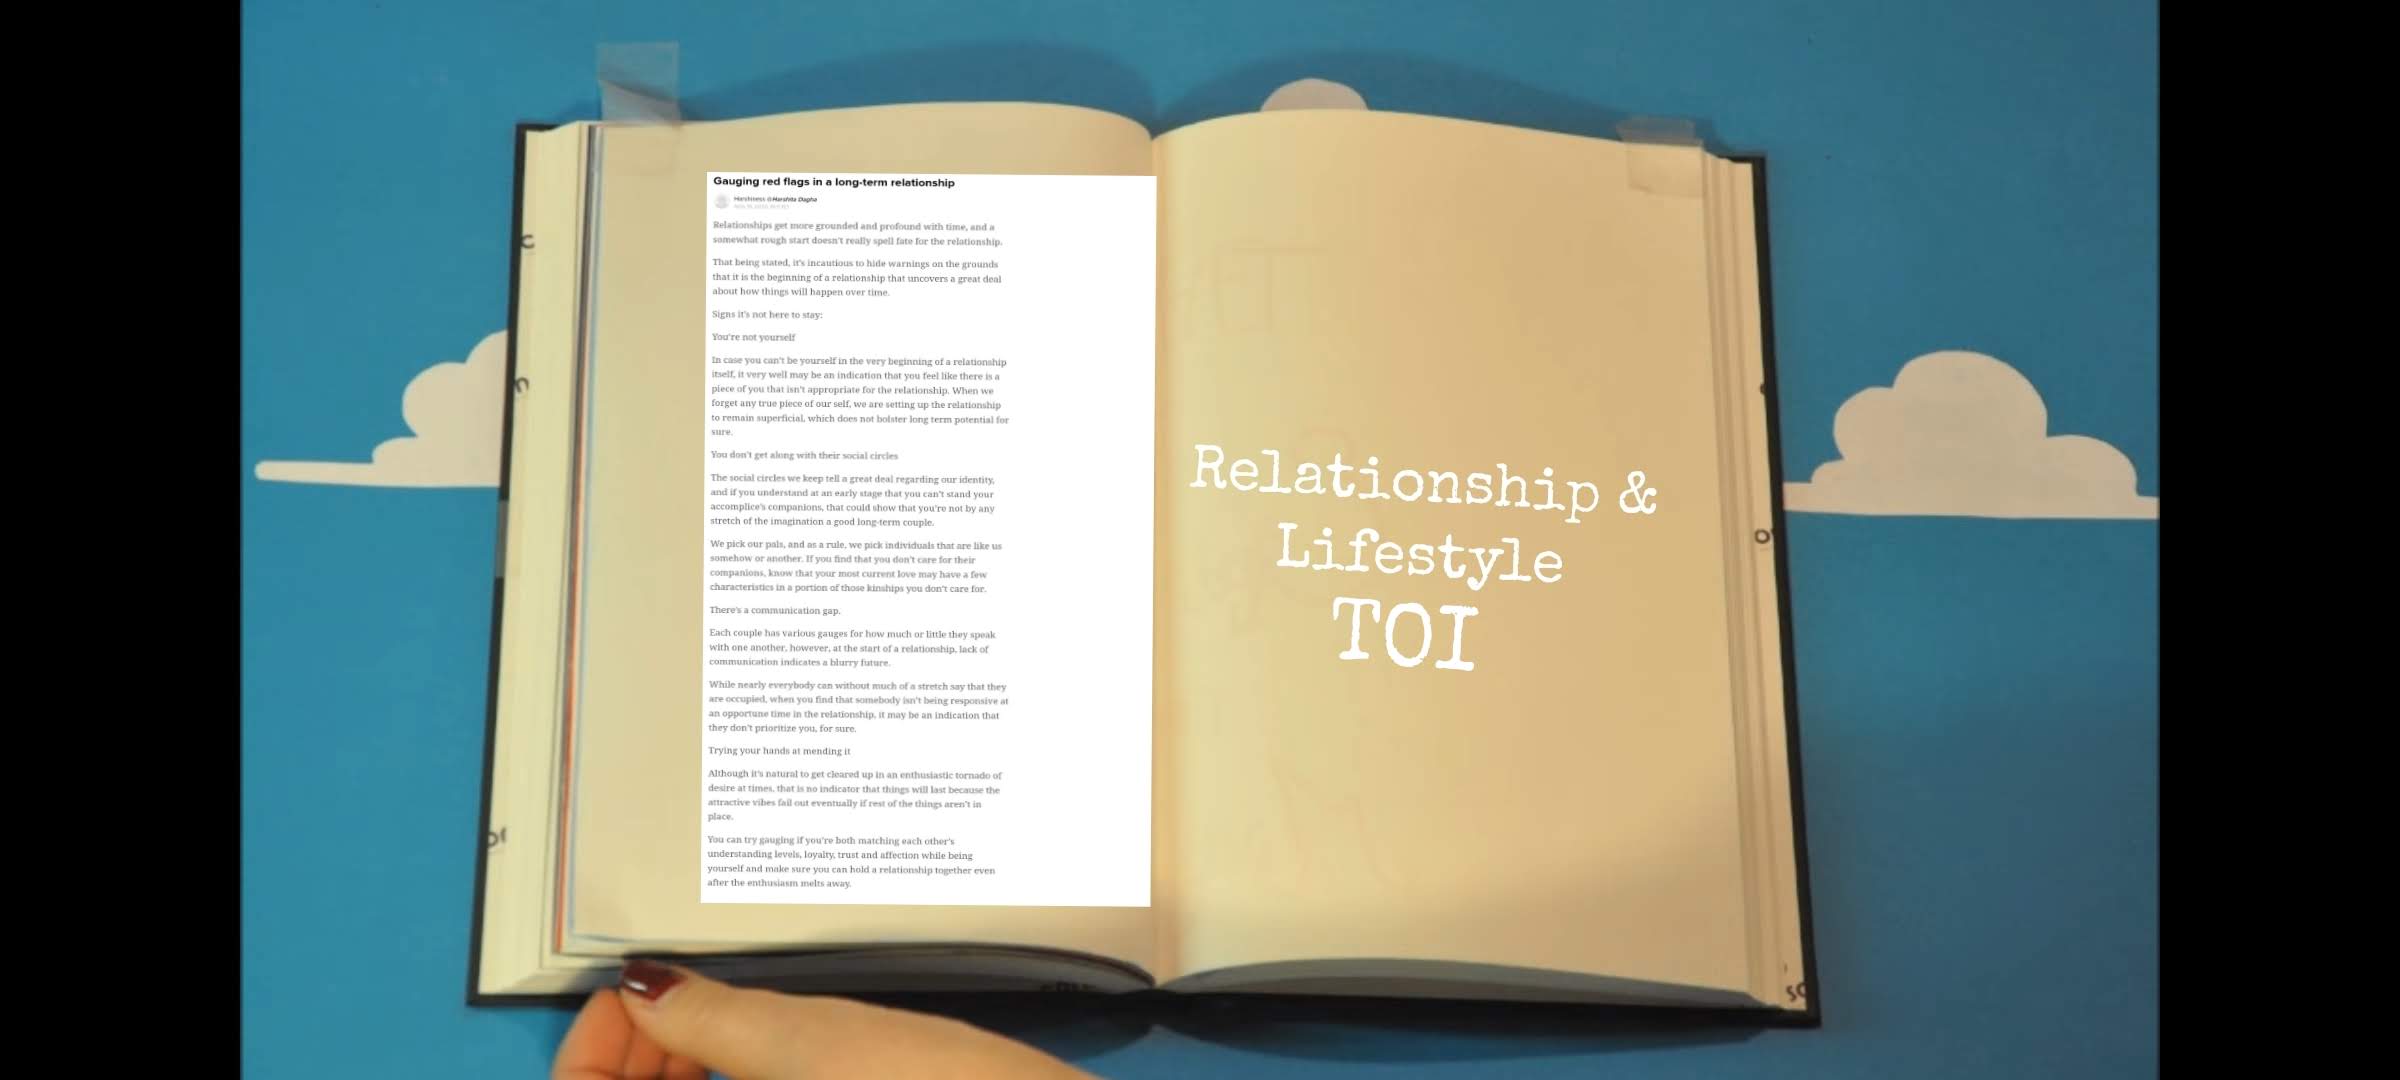 Gauging red flags in a long-term relationship
Harshiness @Harshita Dagha
Relationships get more grounded and profound with time, and a
somewhat rough start doesn't really spell fate for the relationship.
That being stated, it's incautious to hide warnings on the grounds
that it is the beginning of a relationship that uncovers a great deal
about how things will happen over time.
Signs it's not here to stay:
You're not yourself
In case you can't be yourself in the very beginning of a relationship
itself, it very well may be an indication that you feel like there is a
piece of you that isn't appropriate for the relationship. When we
forget any true piece of our self, we are setting up the relationship
to remain superficial, which does not bolster long term potential for
sure.
You don't get along with their social circles
The social circles we keep tell a great deal regarding our identity,
and if you understand at an early stage that you can't stand your
accomplice's companions, that could show that you're not by any
stretch of the imagination a good long-term couple.
We pick our pals, and as a rule, we pick individuals that are like us
somehow or another. If you find that you don't care for their
companions, know that your most current love may have a few
characteristics in a portion of those kinships you don't care for.
There's a communication gap.
Each couple has various gauges for how much or little they speak
with one another, however, at the start of a relationship, lack of
communication indicates a blurry future.
While nearly everybody can without much of a stretch say that they
are occupied, when you find that somebody isn't being responsive at
an opportune time in the relationship, it may be an indication that
they don't prioritize you, for sure.
Trying your hands at mending it
Although it's natural to get cleared up in an enthusiastic tornado of
desire at times, that is no indicator that things will last because the
attractive vibes fail out eventually if rest of the things aren't in
place.
You can try gauging if you're both matching each other's
understanding levels, loyalty, trust and affection while being
yourself and make sure you can hold a relationship together even
after the enthusiasm melts away.
Relationship &
Lifestyle
TOI